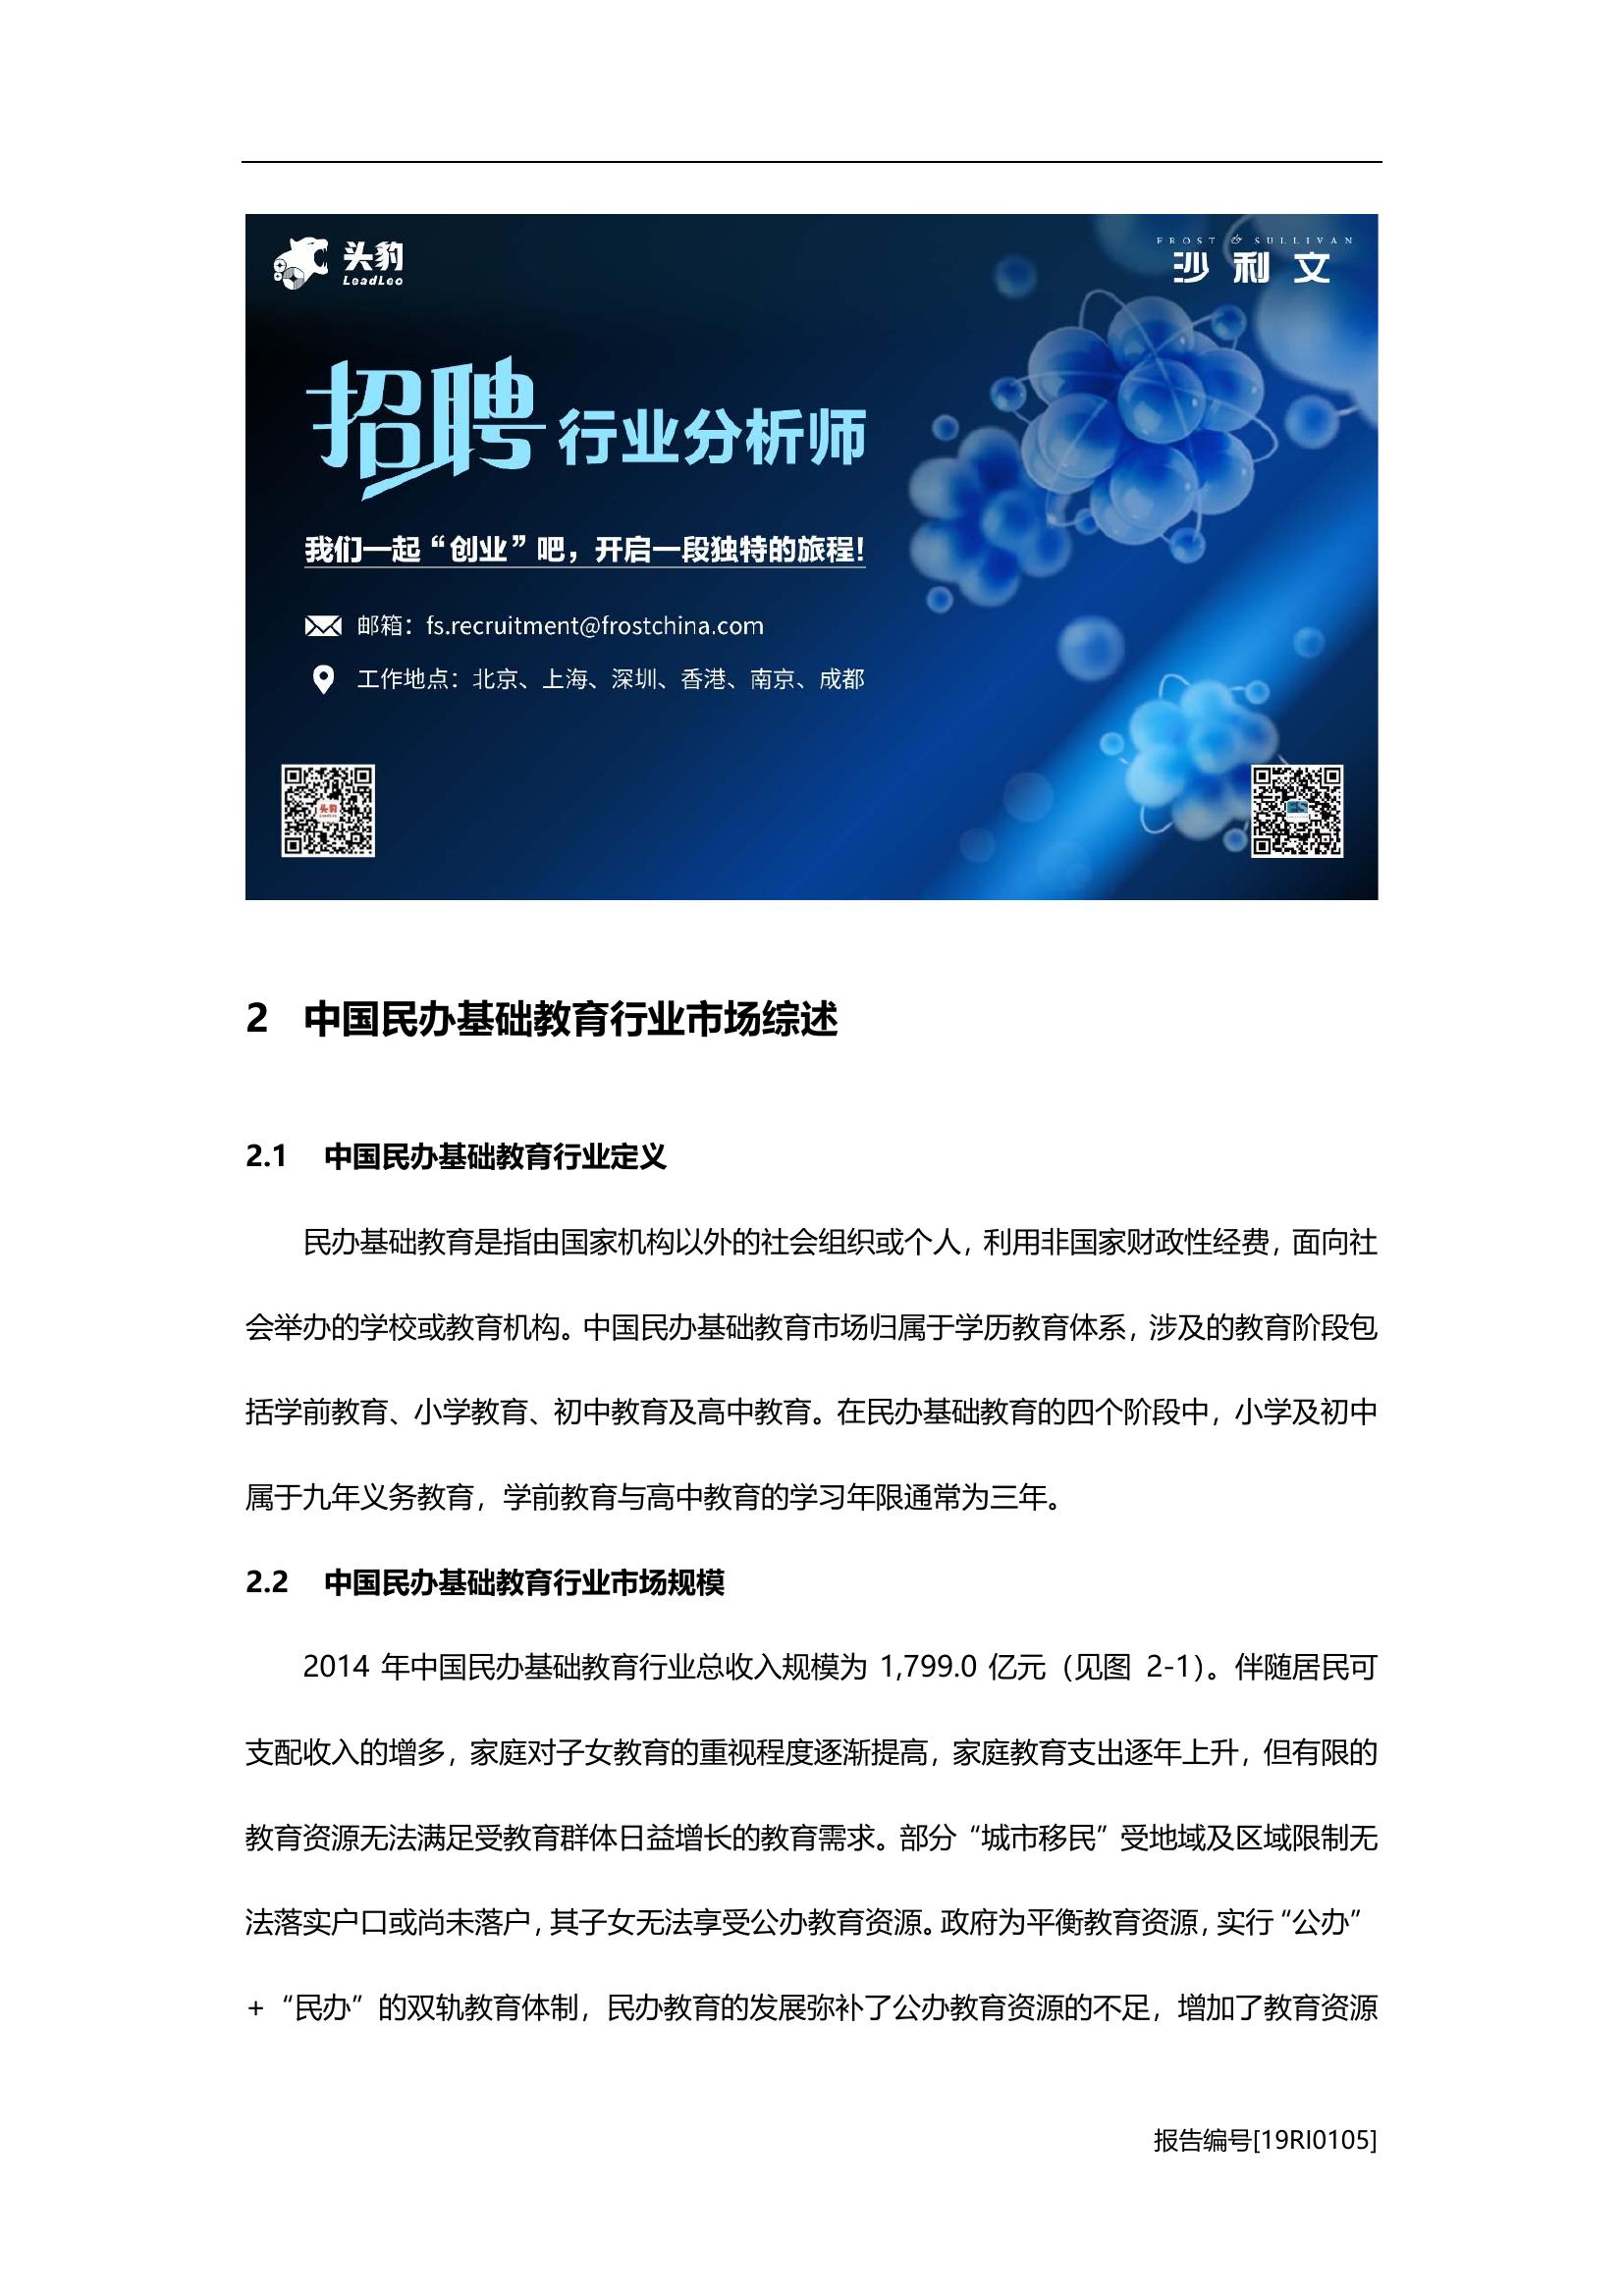 头豹
LeadLeo
FROST & SULLIVAN
沙利文
招聘 行业分析师
我们一起“创业”吧，开启一段独特的旅程！
邮箱：fs.recruitment@frostchina.com
工作地点：北京、上海、深圳、香港、南京、成都
头豹
2 中国民办基础教育行业市场综述
2.1 中国民办基础教育行业定义
民办基础教育是指由国家机构以外的社会组织或个人，利用非国家财政性经费，面向社
会举办的学校或教育机构。中国民办基础教育市场归属于学历教育体系，涉及的教育阶段包
括学前教育、小学教育、初中教育及高中教育。在民办基础教育的四个阶段中，小学及初中
属于九年义务教育，学前教育与高中教育的学习年限通常为三年。
2.2 中国民办基础教育行业市场规模
2014 年中国民办基础教育行业总收入规模为 1,799.0 亿元（见图 2-1）。伴随居民可
支配收入的增多，家庭对子女教育的重视程度逐渐提高，家庭教育支出逐年上升，但有限的
教育资源无法满足受教育群体日益增长的教育需求。部分“城市移民”受地域及区域限制无
法落实户口或尚未落户，其子女无法享受公办教育资源。政府为平衡教育资源，实行“公办”
+“民办”的双轨教育体制，民办教育的发展弥补了公办教育资源的不足，增加了教育资源
报告编号[19RI0105]